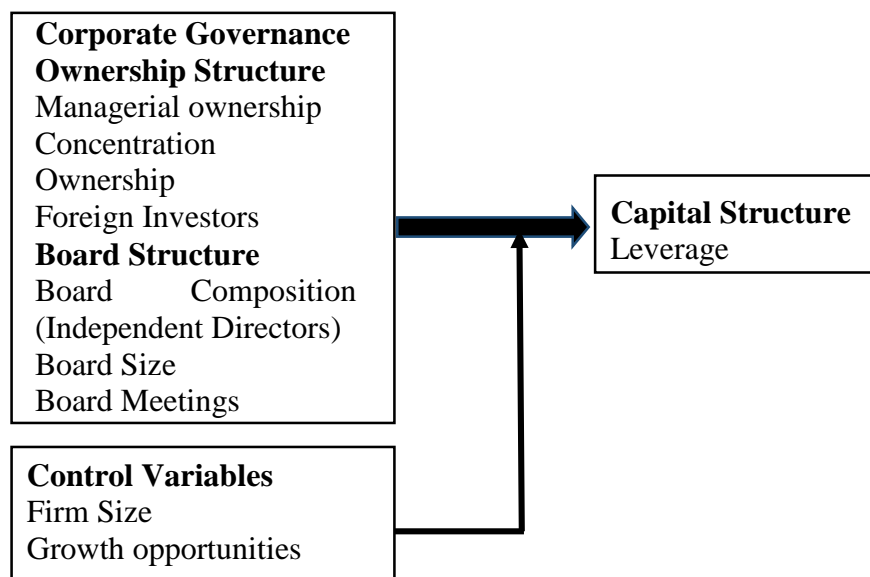 Corporate Governance
Ownership Structure
Managerial ownership
Concentration
Ownership
Foreign Investors
Board Structure
Board Composition
(Independent Directors)
Board Size
Board Meetings
Capital Structure
Leverage
Control Variables
Firm Size
Growth opportunities